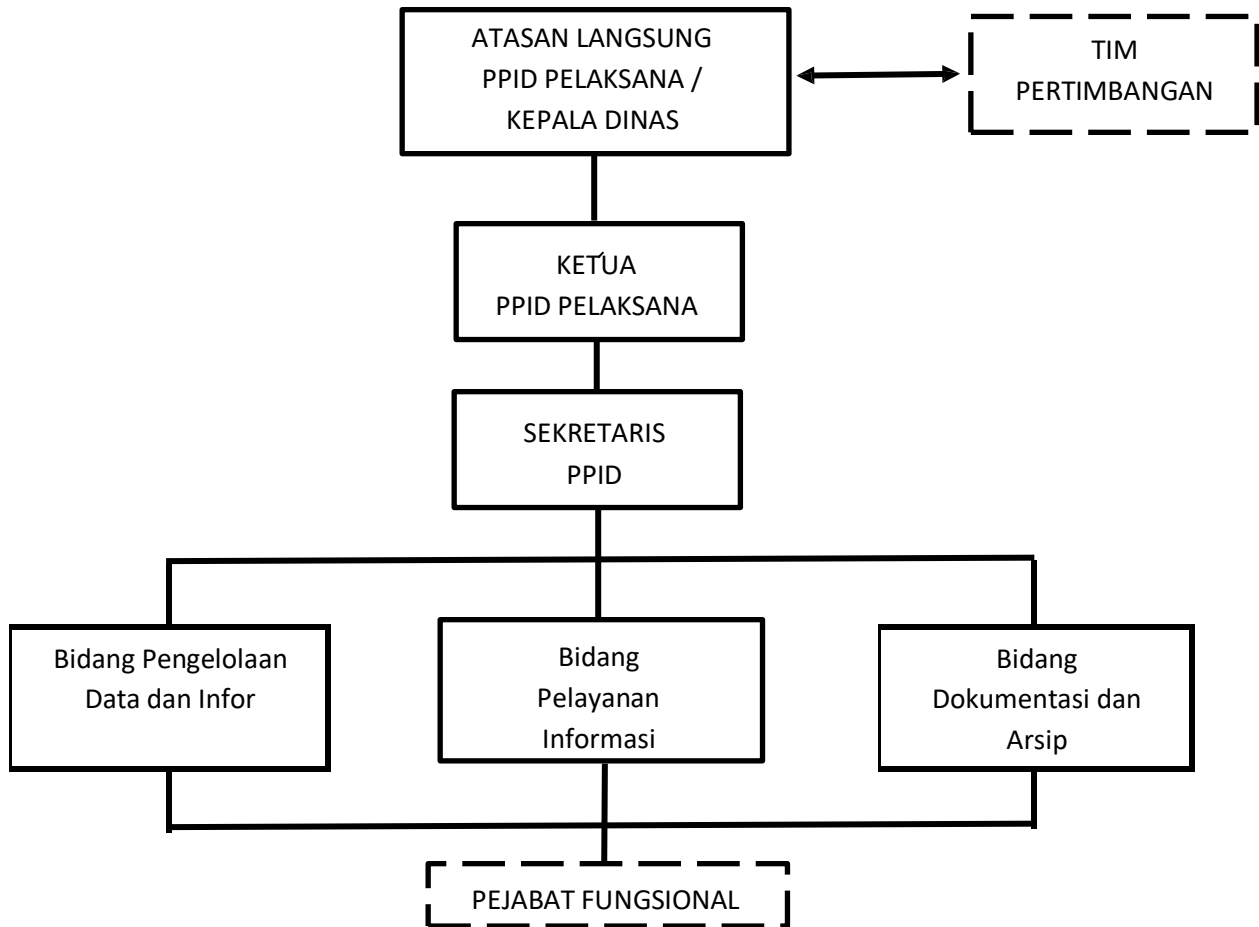 ATASAN LANGSUNG
PPID PELAKSANA /
KEPALA DINAS
TIM
PERTIMBANGAN
KETUA
PPID PELAKSANA
SEKRETARIS
PPID
Bidang Pengelolaan
Data dan Infor
Bidang
Pelayanan
Informasi
Bidang
Dokumentasi dan
Arsip
PEJABAT FUNGSIONAL